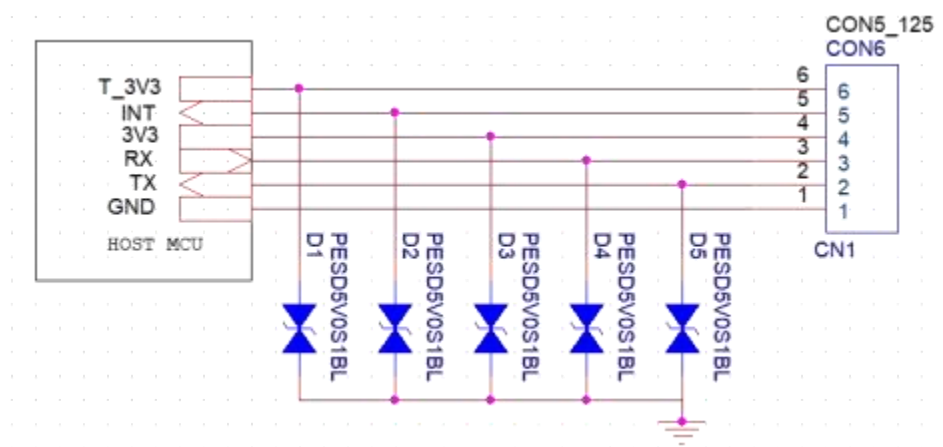 CON5_125
CON6
T_3V3
INT
3V3
RX
TX
GND
HOST MCU
6
5
4
3
2
1
6
5
4
3
2
1
CN1
D1
PESD5V0S1BL
D2
PESD5V0S1BL
D3
PESD5V0S1BL
D4
PESD5V0S1BL
D5
PESD5V0S1BL